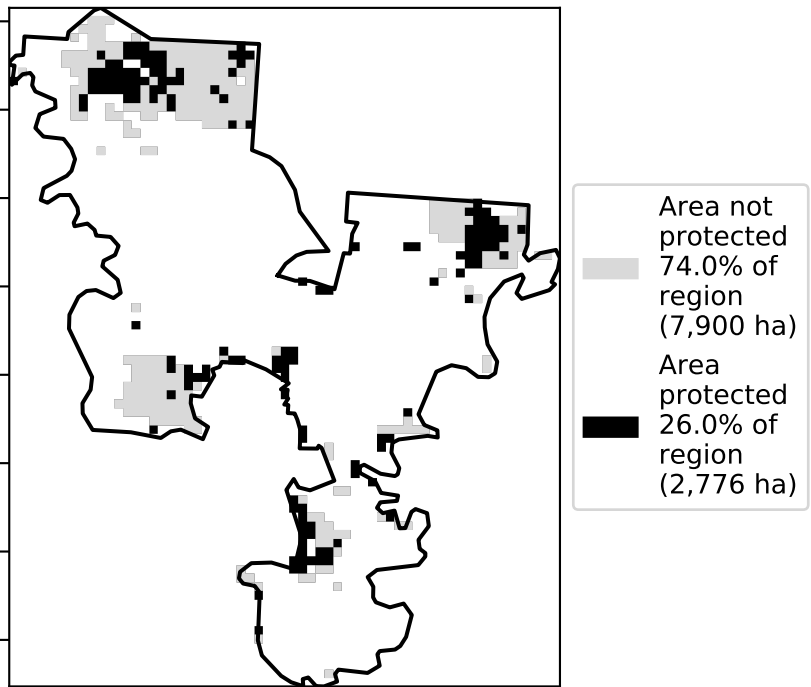 Area not
protected
74.0% of
region
(7,900 ha)
Area
protected
26.0% of
region
(2,776 ha)